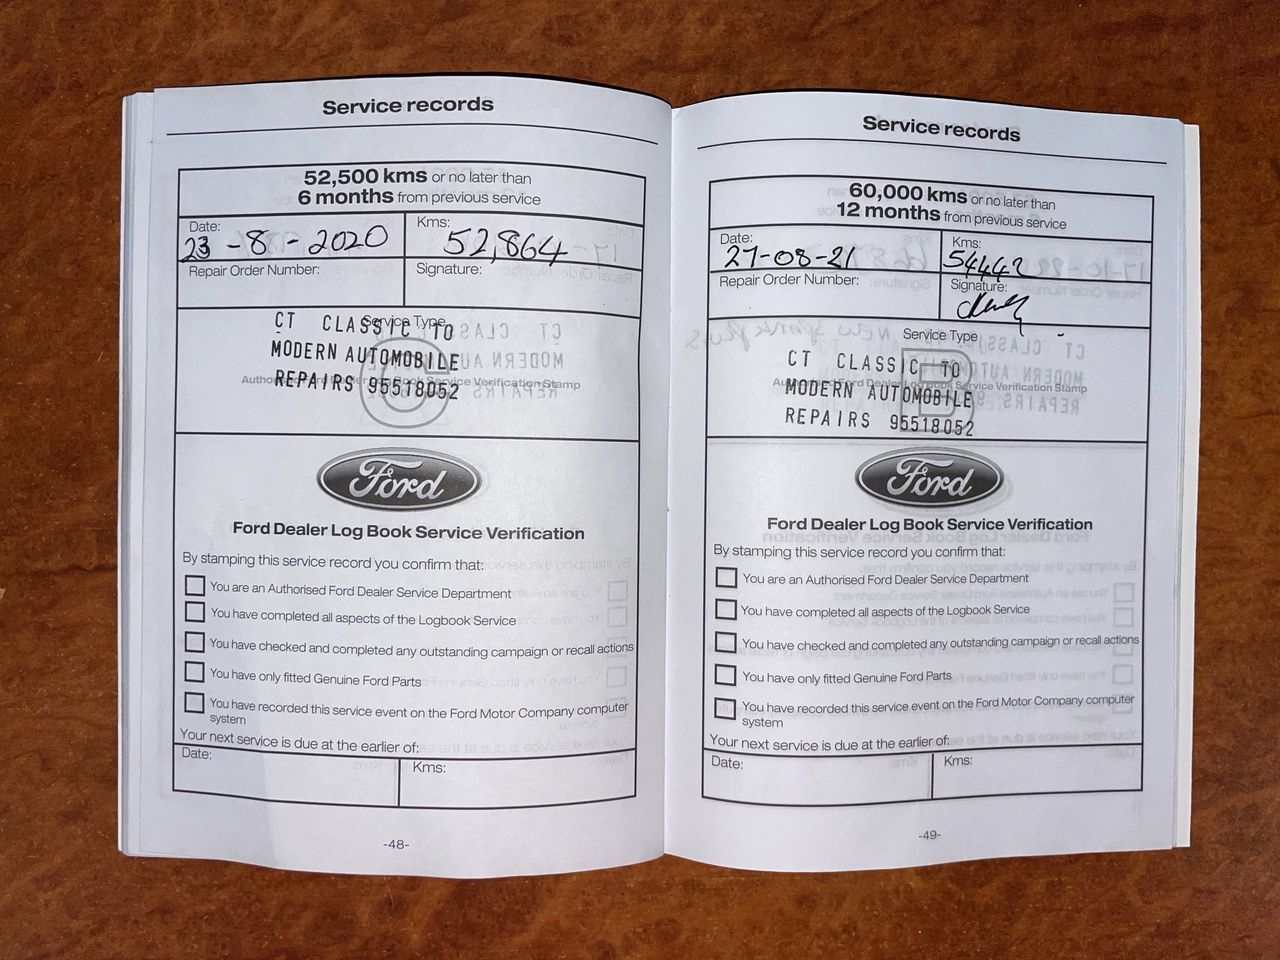 Service records
52,500 kms or no later than
6 months from previous service
Date:
23-8-2020
Kms:
52,864
Repair Order Number:
Signature:
Service Type
C
CT CLASSIC TO
MODERN AUTOMOBILE
REPAIRS 95518052
Authorised Ford Dealer Log Book Service Verification Stamp
Ford
Ford Dealer Log Book Service Verification
By stamping this service record you confirm that:
You are an Authorised Ford Dealer Service Department
You have completed all aspects of the Logbook Service
You have checked and completed any outstanding campaign or recall actions
You have only fitted Genuine Ford Parts
You have recorded this service event on the Ford Motor Company computer
system
Your next service is due at the earlier of:
Date:
Kms:
-48-
Service records
60,000 kms or no later than
12 months from previous service
Date:
27-08-21
Kms:
54442
Repair Order Number:
Signature:
Service Type
B
CT CLASSIC TO
MODERN AUTOMOBILE
REPAIRS 95518052
Authorised Ford Dealer Log Book Service Verification Stamp
Ford
Ford Dealer Log Book Service Verification
By stamping this service record you confirm that:
You are an Authorised Ford Dealer Service Department
You have completed all aspects of the Logbook Service
You have checked and completed any outstanding campaign or recall actions
You have only fitted Genuine Ford Parts
You have recorded this service event on the Ford Motor Company computer
system
Your next service is due at the earlier of:
Date:
Kms:
-49-